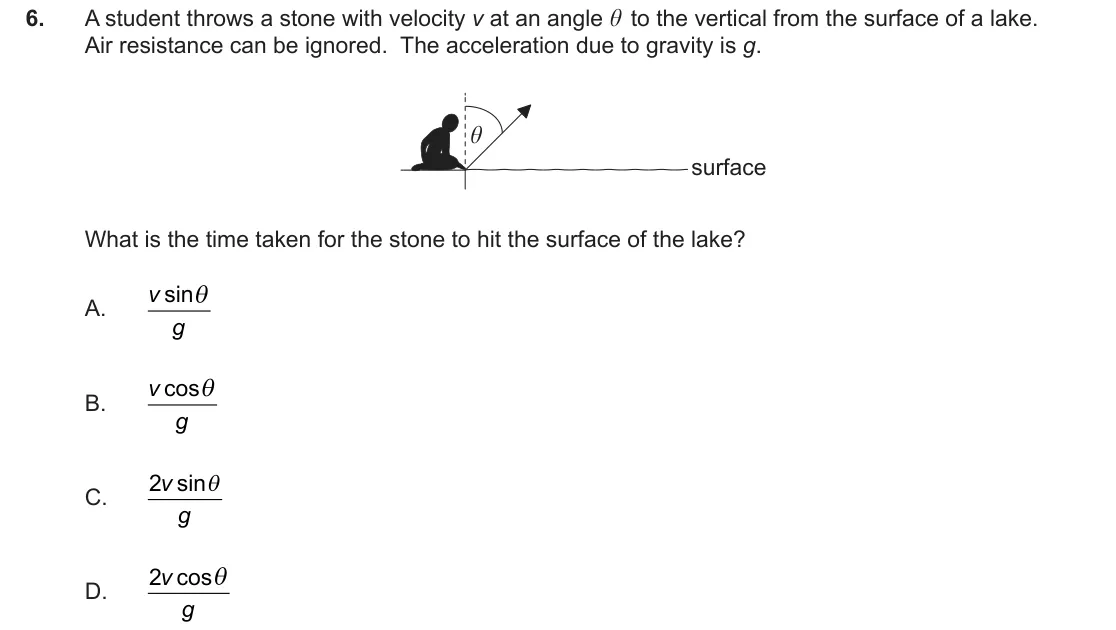 6. A student throws a stone with velocity v at an angle θ to the vertical from the surface of a lake.
Air resistance can be ignored. The acceleration due to gravity is g.
θ
surface
What is the time taken for the stone to hit the surface of the lake?
A. v sinθ
g
B. v cosθ
g
C. 2v sinθ
g
D. 2v cosθ
g